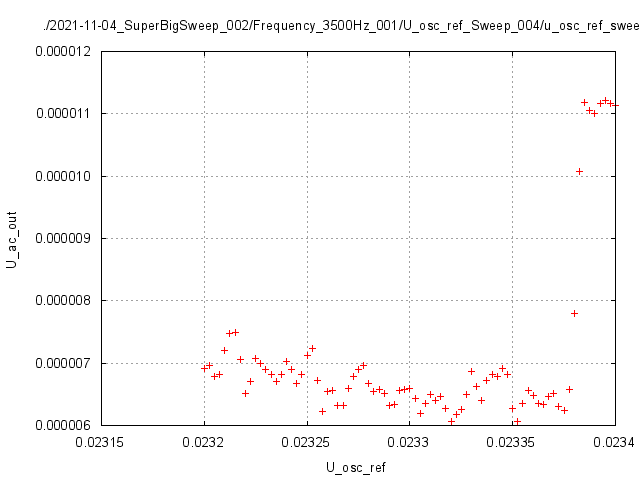 ./2021-11-04_SuperBigSweep_002/Frequency_3500Hz_001/U_osc_ref_Sweep_004/u_osc_ref_swee
0.000012
0.000011
0.000010
0.000009
0.000008
0.000007
0.000006
U_ac_out
0.02315 0.0232 0.02325 0.0233 0.02335 0.0234
U_osc_ref